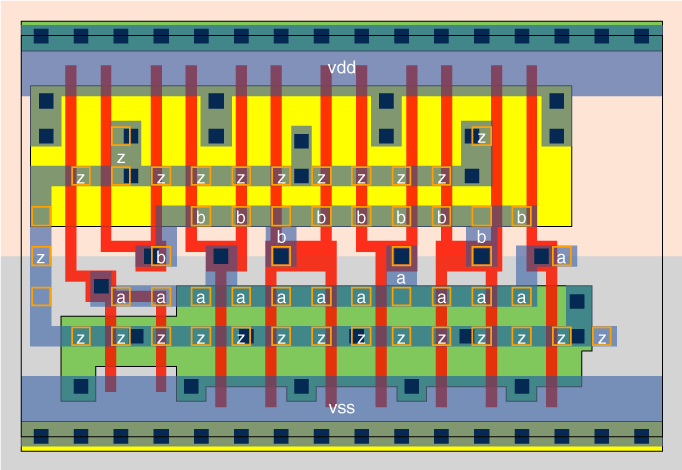 vdd
z
z
z z z z z z z z z
b b b b b b b
b b
z b a
a
a a a a a a a a a a
z z z z z z z z z z z z z z
vss